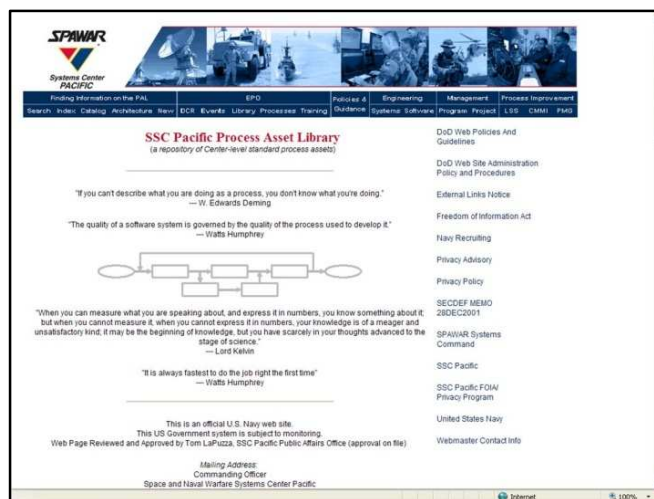 SPAWAR
Systems Center
PACIFIC
Finding Information on the PAL
EPO
Policies &
Guidance
Engineering
Management
Process Improvement
Search Index Catalog Architecture New! DCR Events Library Processes Training Systems Software Program Project LSS CMMI PMG
SSC Pacific Process Asset Library
(a repository of Center-level standard process assets)
"If you can't describe what you are doing as a process, you don't know what you're doing."
— W. Edwards Deming
"The quality of a software system is governed by the quality of the process used to develop it."
— Watts Humphrey
"When you can measure what you are speaking about, and express it in numbers, you know something about it;
but when you cannot measure it, when you cannot express it in numbers, your knowledge is of a meager and
unsatisfactory kind; it may be the beginning of knowledge, but you have scarcely in your thoughts advanced to the
stage of science."
— Lord Kelvin
"It is always fastest to do the job right the first time"
— Watts Humphrey
This is an official U.S. Navy web site.
This US Government system is subject to monitoring.
Web Page Reviewed and Approved by Tom LaPuzza, SSC Pacific Public Affairs Office (approval on file)
Mailing Address:
Commanding Officer
Space and Naval Warfare Systems Center Pacific
DoD Web Policies And
Guidelines
DoD Web Site Administration
Policy and Procedures
External Links Notice
Freedom of Information Act
Navy Recruiting
Privacy Advisory
Privacy Policy
SECDEF MEMO
28DEC2001
SPAWAR Systems
Command
SSC Pacific
SSC Pacific FOIA/
Privacy Program
United States Navy
Webmaster Contact Info
Internet
100%